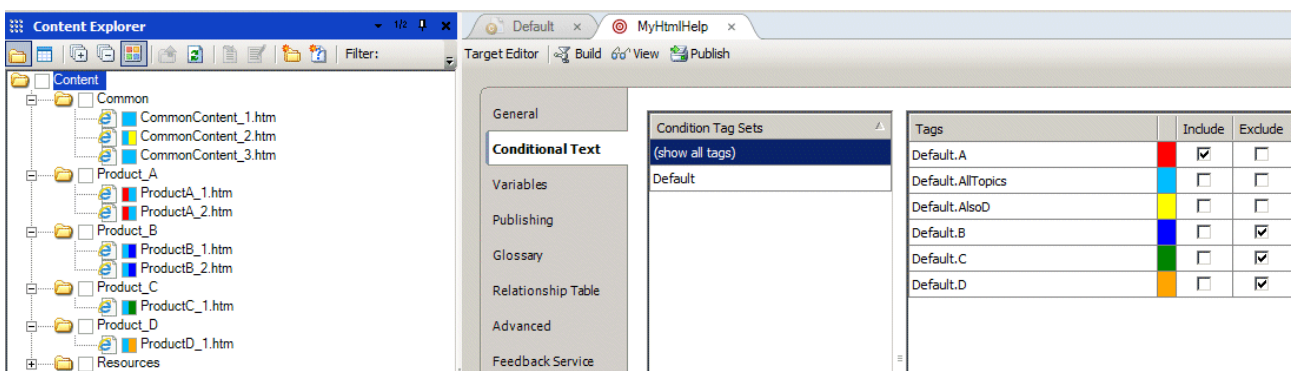 Content Explorer 1/2
Default × MyHtmlHelp ×
Filter:
Target Editor Build View Publish
Content
Common
CommonContent_1.htm
CommonContent_2.htm
CommonContent_3.htm
Product_A
ProductA_1.htm
ProductA_2.htm
Product_B
ProductB_1.htm
ProductB_2.htm
Product_C
ProductC_1.htm
Product_D
ProductD_1.htm
Resources
General
Conditional Text
Variables
Publishing
Glossary
Relationship Table
Advanced
Feedback Service
Condition Tag Sets
(show all tags)
Default
Tags Include Exclude
Default.A
Default.AllTopics
Default.AlsoD
Default.B
Default.C
Default.D